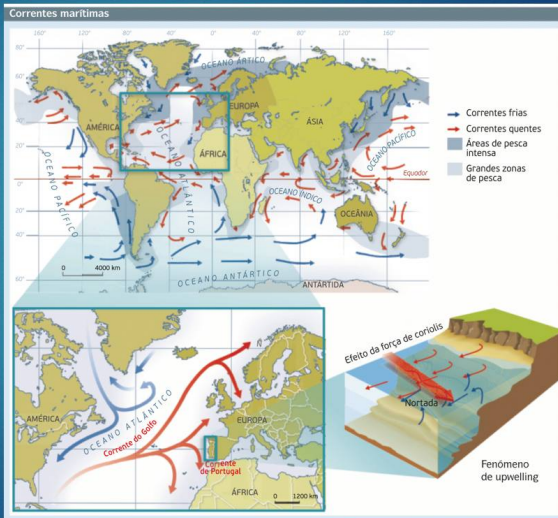 Correntes marítimas
160° 120° 80° 40° 0° 40° 80° 120° 160°
80°
OCEANO ÁRTICO
60°
EUROPA
40°
AMÉRICA
ÁSIA
OCEANO PACÍFICO
20°
ÁFRICA
OCEANO ATLÂNTICO
Equador
0°
OCEANO PACÍFICO
OCEANO ÍNDICO
20°
OCEÂNIA
40°
0 4000 km
OCEANO ANTÁRTICO
60°
ANTÁRTIDA
Correntes frias
Correntes quentes
Áreas de pesca
intensa
Grandes zonas
de pesca
AMÉRICA
OCEANO ATLÂNTICO
Corrente do Golfo
EUROPA
Corrente
de Portugal
ÁFRICA
0 1200 km
Efeito da força de coriolis
Nortada
Fenómeno
de upwelling